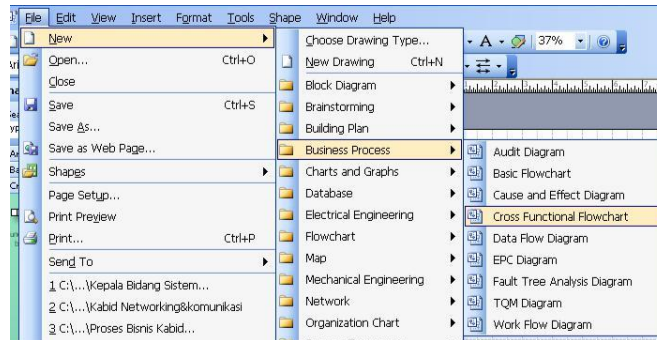 File Edit View Insert Format Tools Shape Window Help
New
Open... Ctrl+O
Close
Save Ctrl+S
Save As...
Save as Web Page...
Shapes
Page Setup...
Print Preview
Print... Ctrl+P
Send To
1 C:\...\Kepala Bidang Sistem...
2 C:\...\Kabid Networking&komunikasi
3 C:\...\Proses Bisnis Kabid...
Choose Drawing Type...
New Drawing Ctrl+N
Block Diagram
Brainstorming
Building Plan
Business Process
Charts and Graphs
Database
Electrical Engineering
Flowchart
Map
Mechanical Engineering
Network
Organization Chart
A 37%
Audit Diagram
Basic Flowchart
Cause and Effect Diagram
Cross Functional Flowchart
Data Flow Diagram
EPC Diagram
Fault Tree Analysis Diagram
TQM Diagram
Work Flow Diagram